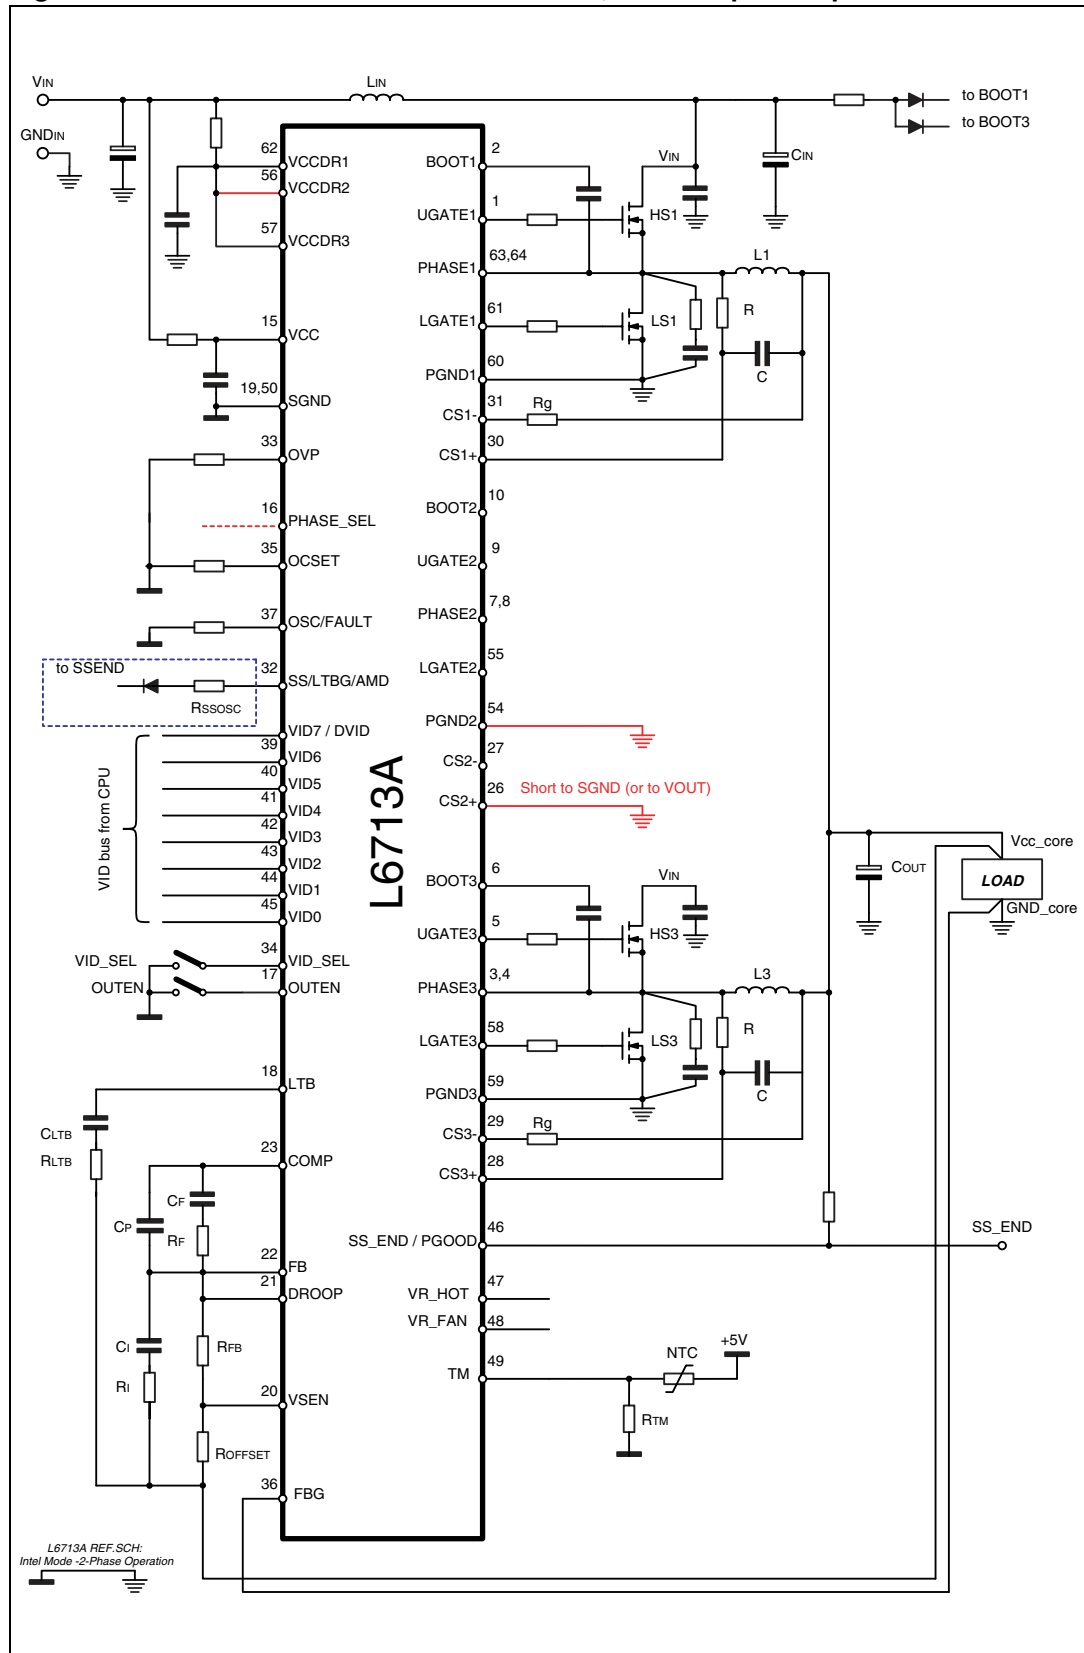 VIN
LIN
to BOOT1
to BOOT3
GNDIN
CIN
62
VCCDR1
56
VCCDR2
57
VCCDR3
15
VCC
19,50
SGND
33
OVP
16
PHASE_SEL
35
OCSET
37
OSC/FAULT
to SSEND
32
SS/LTBG/AMD
RSSOSC
VID bus from CPU
VID7 / DVID
39
VID6
40
VID5
41
VID4
42
VID3
43
VID2
44
VID1
45
VID0
VID_SEL
34
VID_SEL
OUTEN
17
OUTEN
18
LTB
CLTB
RLTB
23
COMP
CF
CP
RF
22
FB
21
DROOP
CI
RFB
RI
20
VSEN
ROFFSET
36
FBG
L6713A
2
BOOT1
VIN
1
UGATE1
HS1
63,64
PHASE1
L1
61
LGATE1
LS1
R
60
PGND1
C
31
CS1-
Rg
30
CS1+
10
BOOT2
9
UGATE2
7,8
PHASE2
55
LGATE2
54
PGND2
27
CS2-
26
CS2+
Short to SGND (or to VOUT)
6
BOOT3
VIN
5
UGATE3
HS3
3,4
PHASE3
L3
58
LGATE3
LS3
R
59
PGND3
C
29
CS3-
Rg
28
CS3+
COUT
Vcc_core
LOAD
GND_core
46
SS_END / PGOOD
SS_END
47
VR_HOT
48
VR_FAN
49
TM
NTC
+5V
RTM
L6713A REF.SCH:
Intel Mode -2-Phase Operation